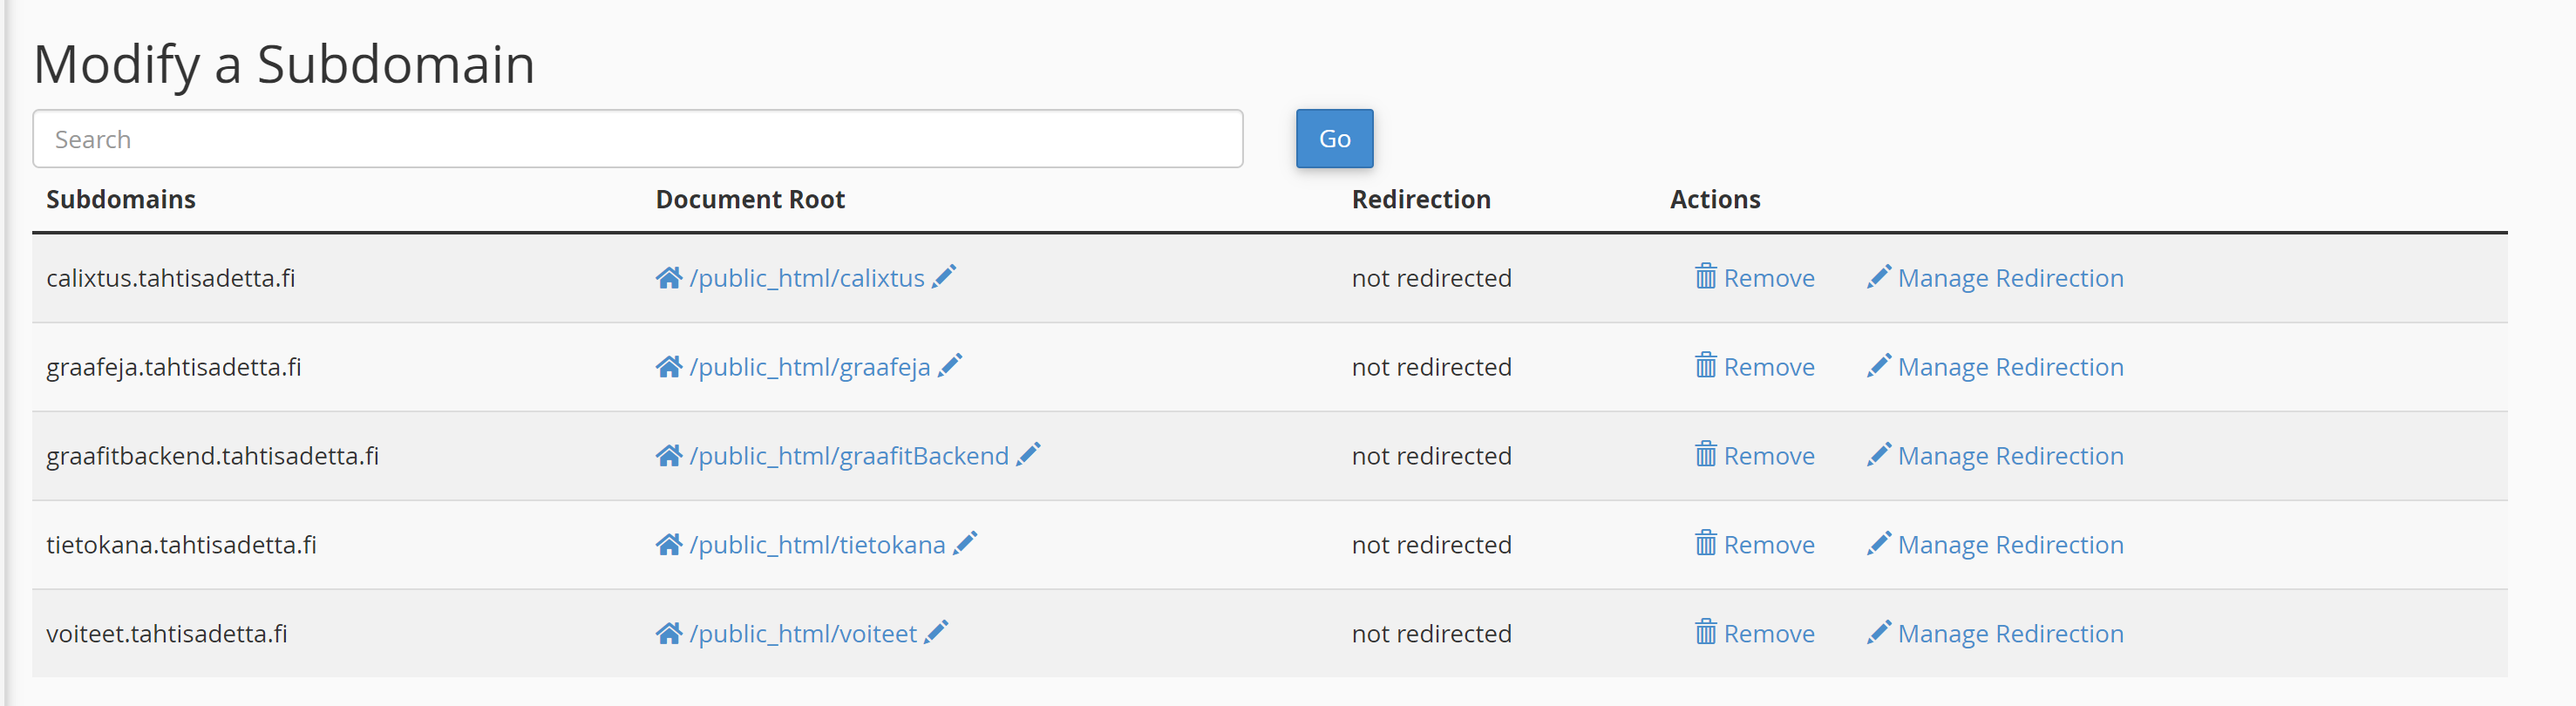 Modify a Subdomain
Search Go
Subdomains Document Root Redirection Actions
calixtus.tahtisadetta.fi /public_html/calixtus not redirected Remove Manage Redirection
graafeja.tahtisadetta.fi /public_html/graafeja not redirected Remove Manage Redirection
graafitbackend.tahtisadetta.fi /public_html/graafitBackend not redirected Remove Manage Redirection
tietokana.tahtisadetta.fi /public_html/tietokana not redirected Remove Manage Redirection
voiteet.tahtisadetta.fi /public_html/voiteet not redirected Remove Manage Redirection